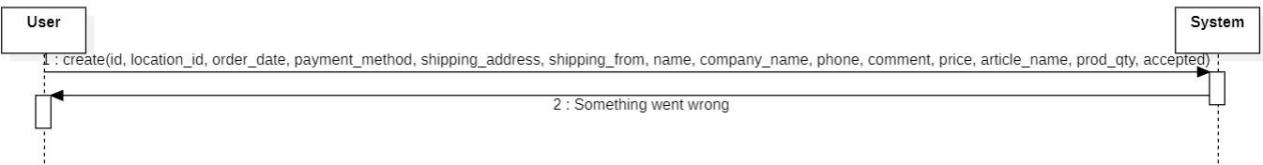 User
System
1 : create(id, location_id, order_date, payment_method, shipping_address, shipping_from, name, company_name, phone, comment, price, article_name, prod_qty, accepted)
2 : Something went wrong